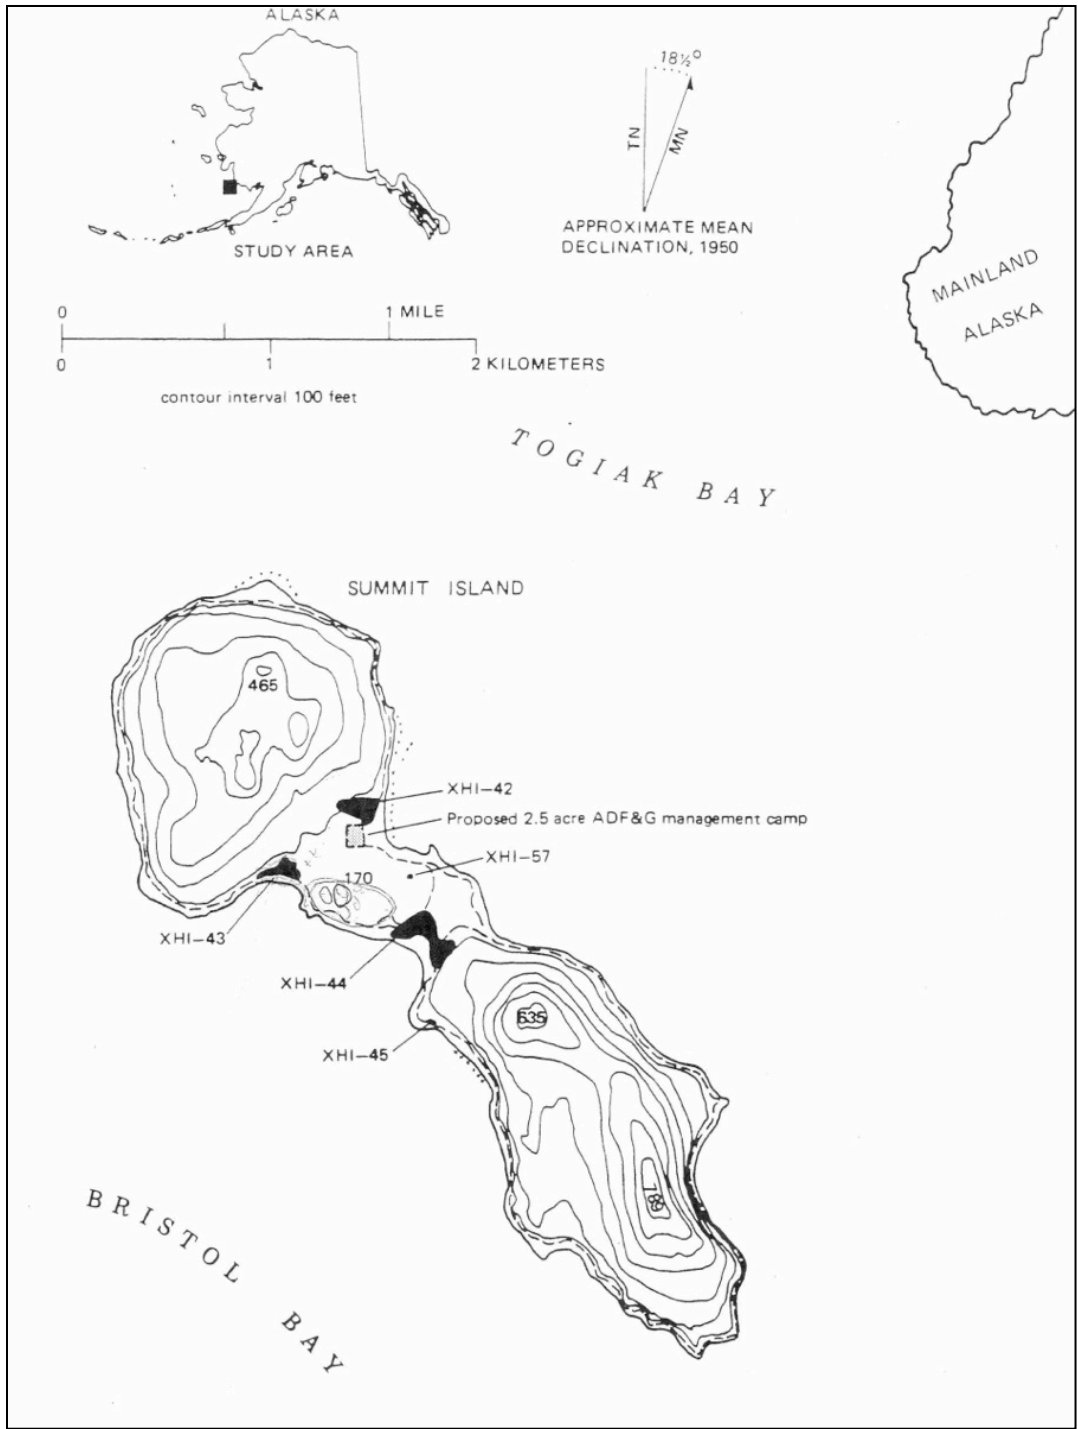 ALASKA
18½°
TN
MN
STUDY AREA
APPROXIMATE MEAN
DECLINATION, 1950
MAINLAND
ALASKA
0 1 MILE
0 1 2 KILOMETERS
contour interval 100 feet
TOGIAK BAY
SUMMIT ISLAND
465
XHI-42
Proposed 2.5 acre ADF&G management camp
XHI-57
170
XHI-43
XHI-44
635
XHI-45
BRISTOL BAY